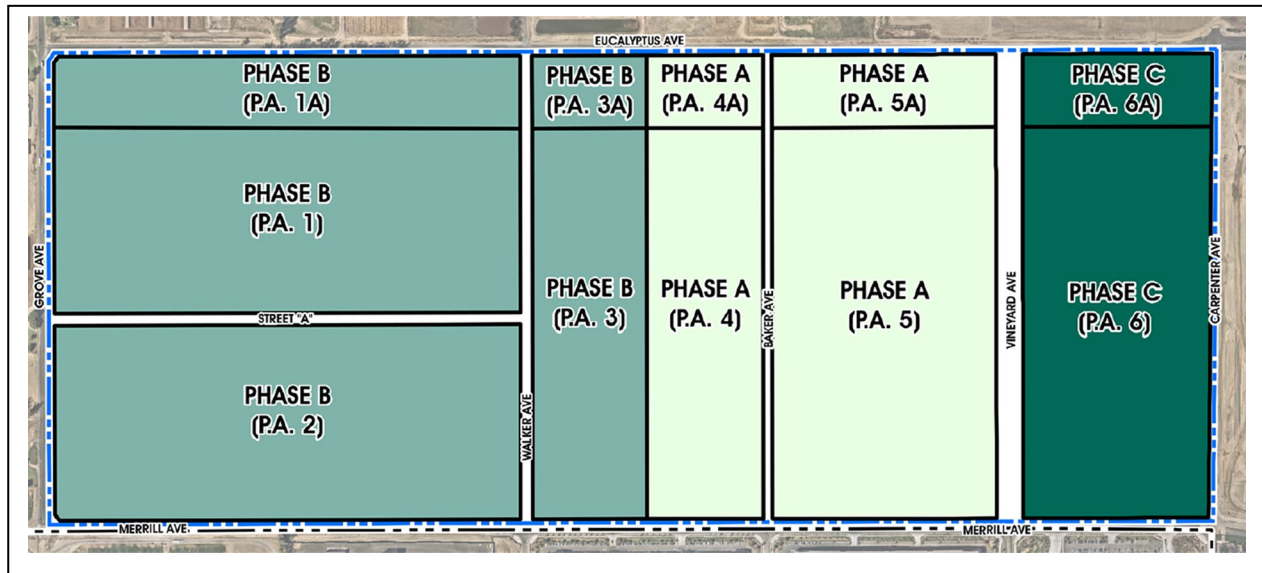 EUCALYPTUS AVE
PHASE B
(P.A. 1A)
PHASE B
(P.A. 3A)
PHASE A
(P.A. 4A)
PHASE A
(P.A. 5A)
PHASE C
(P.A. 6A)
PHASE B
(P.A. 1)
GROVE AVE
STREET "A"
PHASE B
(P.A. 2)
WALKER AVE
PHASE B
(P.A. 3)
PHASE A
(P.A. 4)
BAKER AVE
PHASE A
(P.A. 5)
VINEYARD AVE
PHASE C
(P.A. 6)
CARPENTER AVE
MERRILL AVE
MERRILL AVE